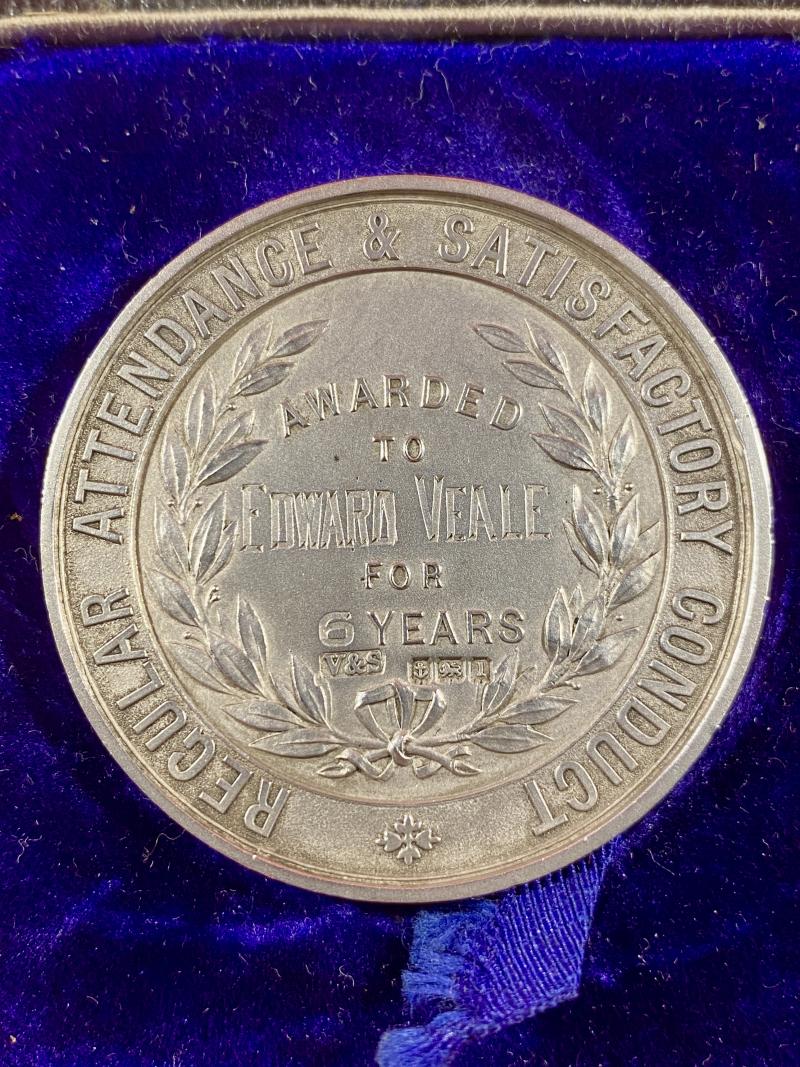 REGULAR ATTENDANCE & SATISFACTORY CONDUCT
AWARDED
TO
EDWARD VEALE
FOR
6 YEARS
V&S